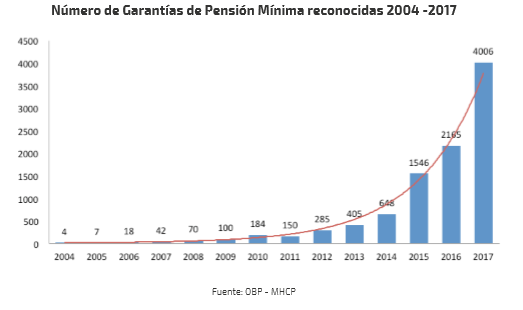 Número de Garantías de Pensión Mínima reconocidas 2004 -2017
4500
4000
3500
3000
2500
2000
1500
1000
500
0
4 7 18 42 70 100 184 150 285 405 648 1546 2165 4006
2004 2005 2006 2007 2008 2009 2010 2011 2012 2013 2014 2015 2016 2017
Fuente: OBP - MHCP